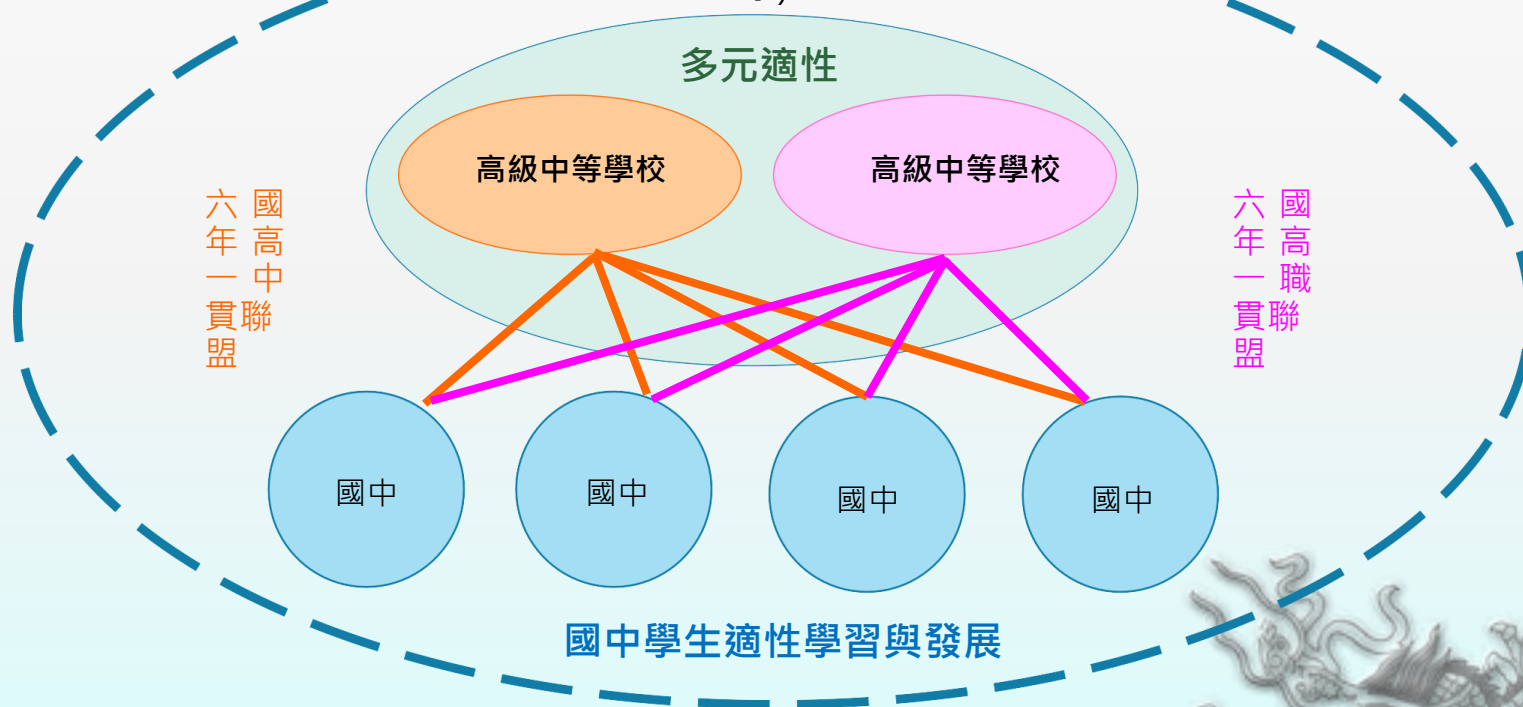 多元適性
高級中等學校
高級中等學校
國高中聯
六年一貫盟
國高職聯
六年一貫盟
國中
國中
國中
國中
國中學生適性學習與發展